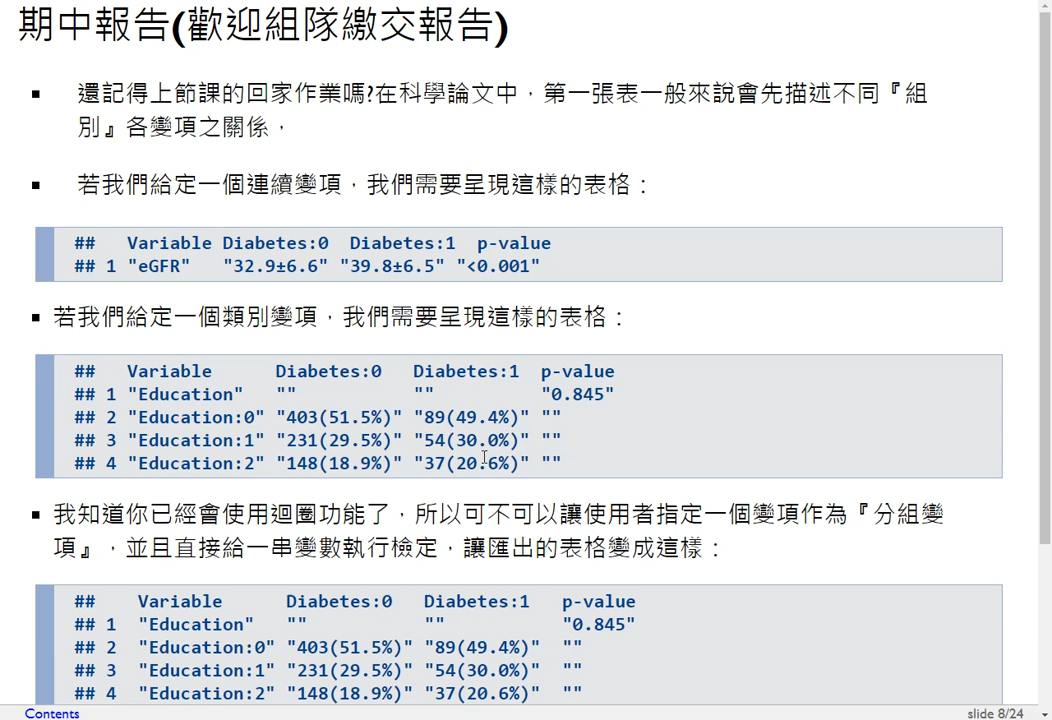 期中報告(歡迎組隊繳交報告)
▪ 還記得上節課的回家作業嗎?在科學論文中，第一張表一般來說會先描述不同『組
別』各變項之關係，
▪ 若我們給定一個連續變項，我們需要呈現這樣的表格：
##   Variable Diabetes:0  Diabetes:1  p-value
## 1 "eGFR"   "32.9±6.6" "39.8±6.5" "<0.001"
▪ 若我們給定一個類別變項，我們需要呈現這樣的表格：
##   Variable      Diabetes:0   Diabetes:1  p-value
## 1 "Education"   ""           ""          "0.845"
## 2 "Education:0" "403(51.5%)" "89(49.4%)" ""
## 3 "Education:1" "231(29.5%)" "54(30.0%)" ""
## 4 "Education:2" "148(18.9%)" "37(20.6%)" ""
▪ 我知道你已經會使用迴圈功能了，所以可不可以讓使用者指定一個變項作為『分組變
項』，並且直接給一串變數執行檢定，讓匯出的表格變成這樣：
##    Variable      Diabetes:0   Diabetes:1   p-value
## 1  "Education"   ""           ""           "0.845"
## 2  "Education:0" "403(51.5%)" "89(49.4%)"  ""
## 3  "Education:1" "231(29.5%)" "54(30.0%)"  ""
## 4  "Education:2" "148(18.9%)" "37(20.6%)"  ""
Contents
slide 8/24